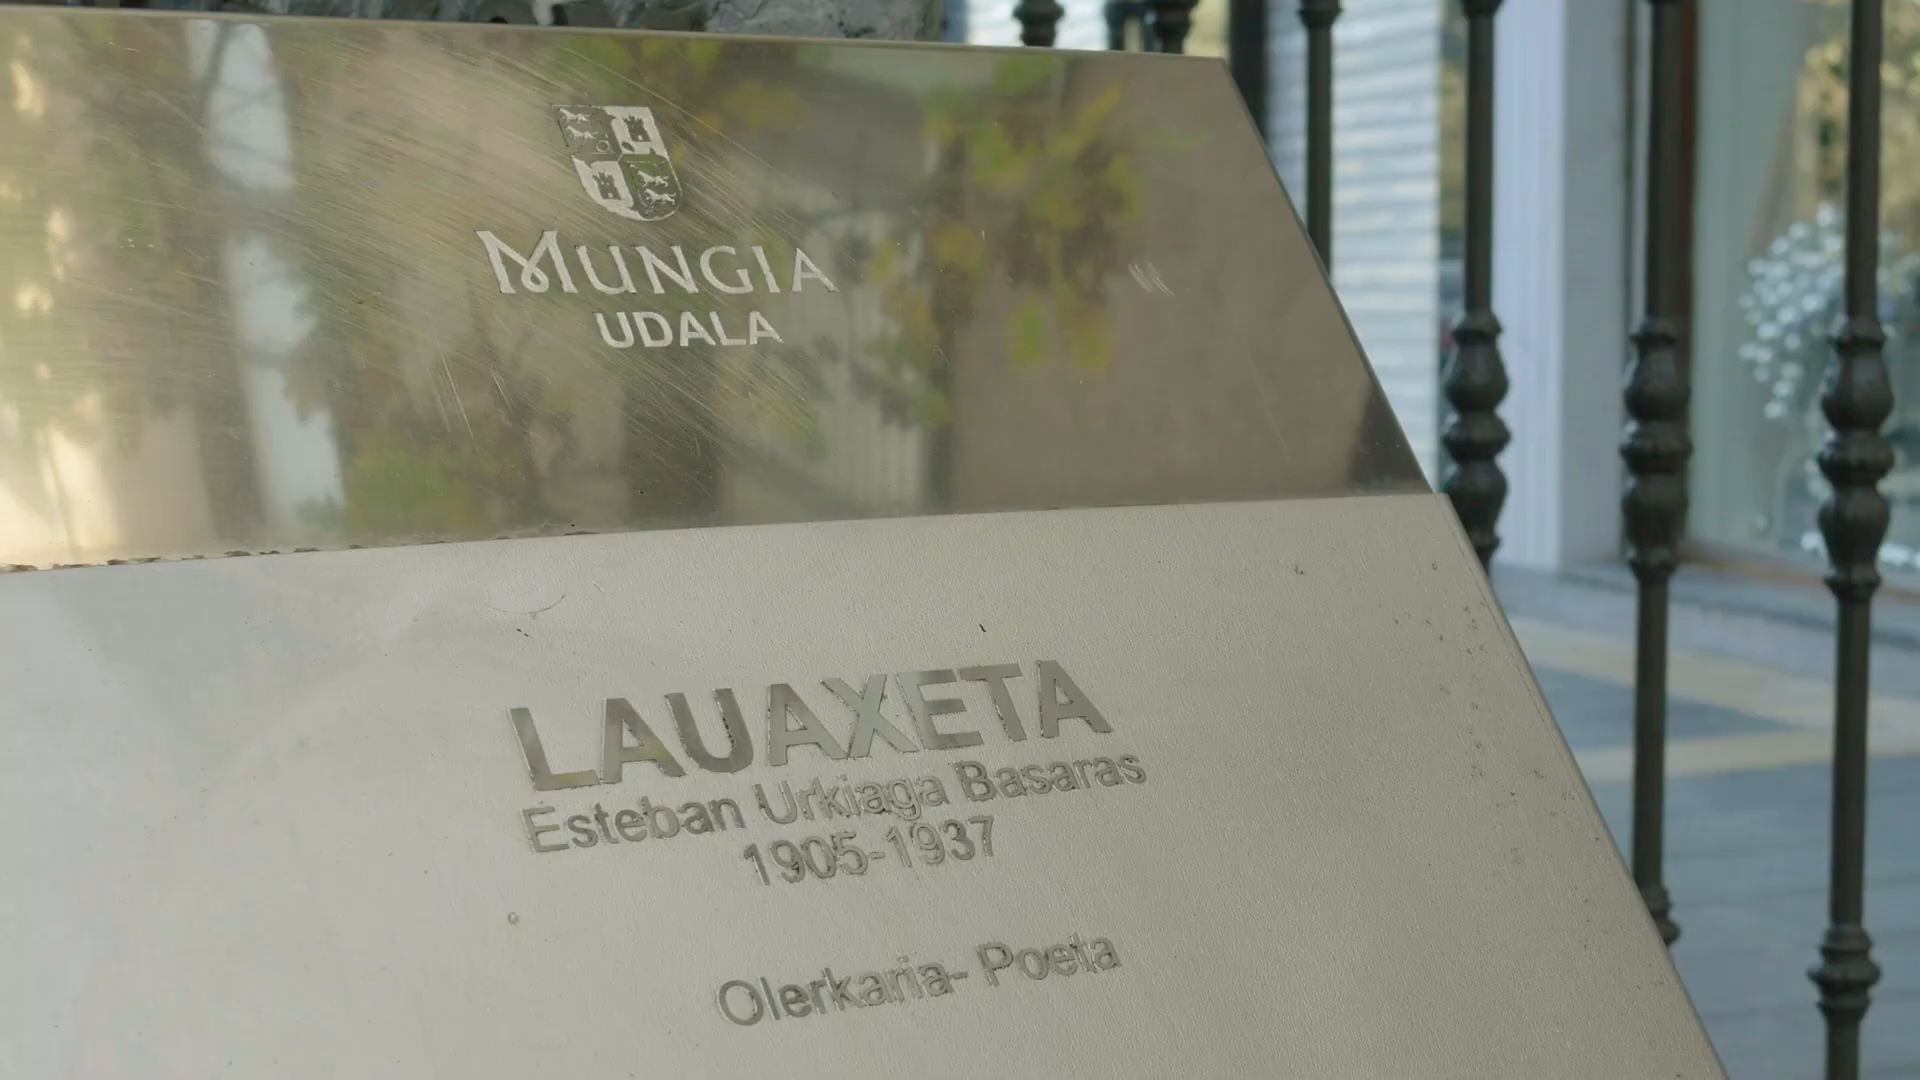 MUNGIA
UDALA
LAUAXETA
Esteban Urkiaga Basaras
1905-1937
Olerkaria- Poeta